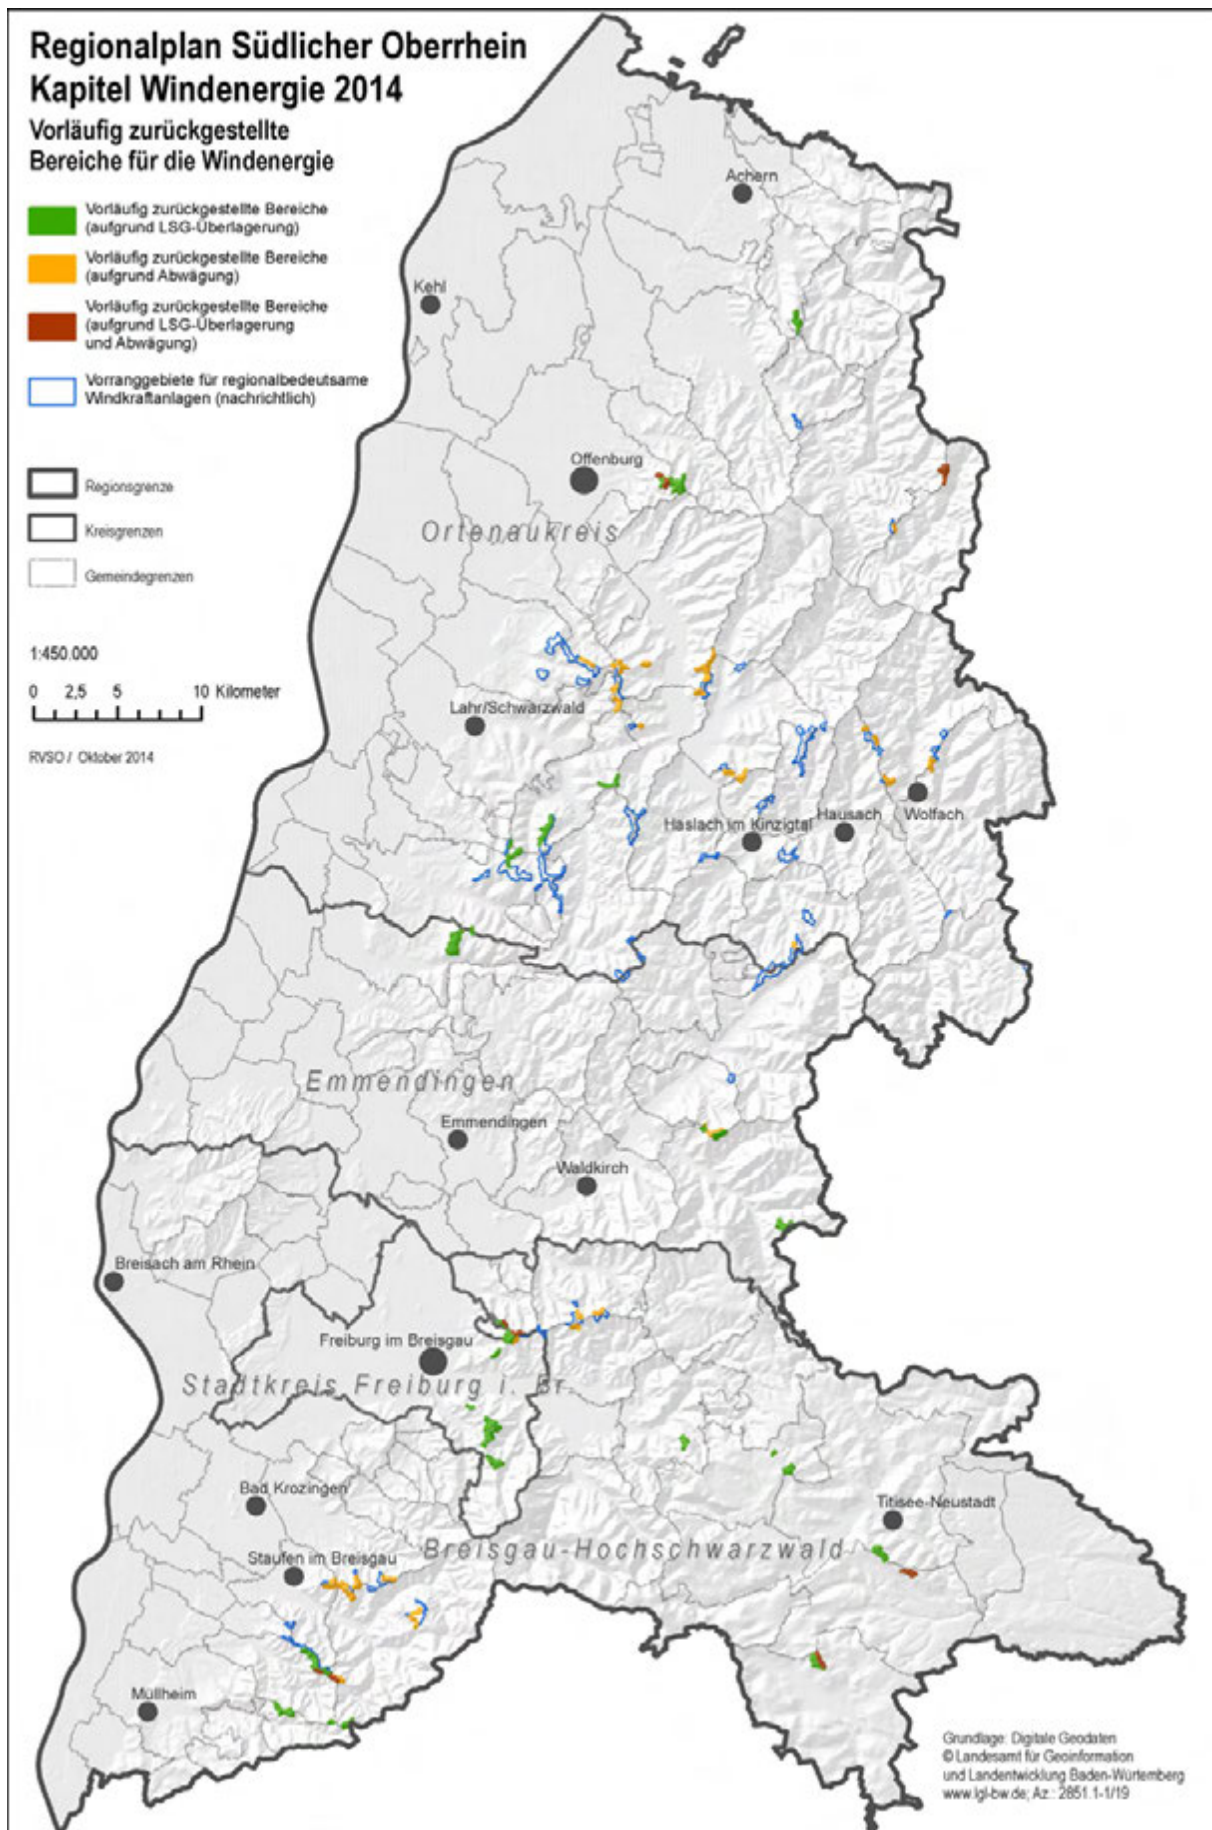 Regionalplan Südlicher Oberrhein
Kapitel Windenergie 2014
Vorläufig zurückgestellte
Bereiche für die Windenergie
Vorläufig zurückgestellte Bereiche
(aufgrund LSG-Überlagerung)
Vorläufig zurückgestellte Bereiche
(aufgrund Abwägung)
Vorläufig zurückgestellte Bereiche
(aufgrund LSG-Überlagerung
und Abwägung)
Vorranggebiete für regionalbedeutsame
Windkraftanlagen (nachrichtlich)
Regionsgrenze
Kreisgrenzen
Gemeindegrenzen
1:450.000
0 2,5 5 10 Kilometer
RVSO / Oktober 2014
Achern
Kehl
Offenburg
Ortenaukreis
Lahr/Schwarzwald
Haslach im Kinzigtal
Hausach
Wolfach
Emmendingen
Emmendingen
Waldkirch
Breisach am Rhein
Freiburg im Breisgau
Stadtkreis Freiburg i. Br.
Bad Krozingen
Titisee-Neustadt
Staufen im Breisgau
Breisgau-Hochschwarzwald
Müllheim
Grundlage: Digitale Geodaten
© Landesamt für Geoinformation
und Landentwicklung Baden-Würtemberg
www.lgl-bw.de; Az.: 2851.1-1/19